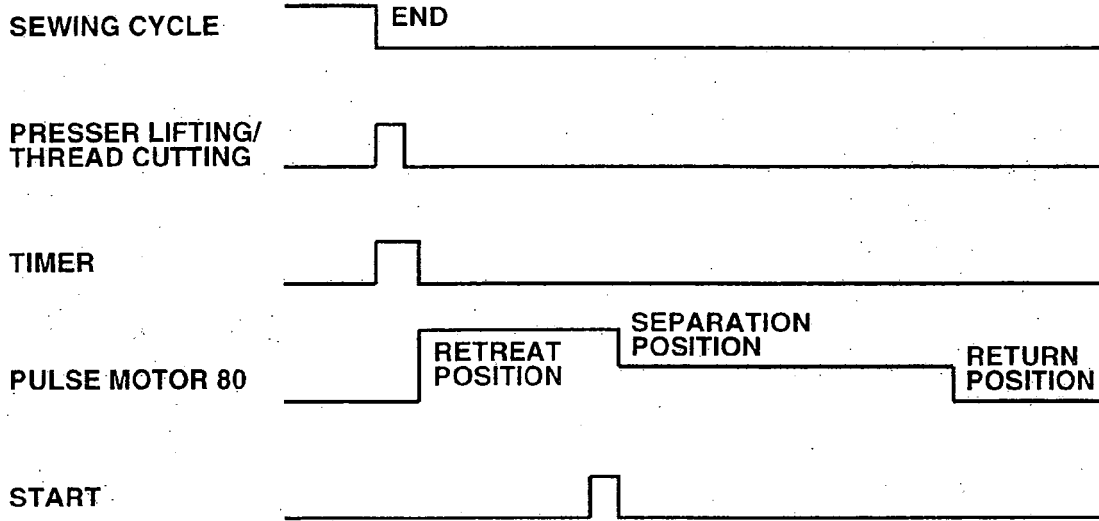 SEWING CYCLE
END
PRESSER LIFTING/
THREAD CUTTING
TIMER
PULSE MOTOR 80
RETREAT
POSITION
SEPARATION
POSITION
RETURN
POSITION
START